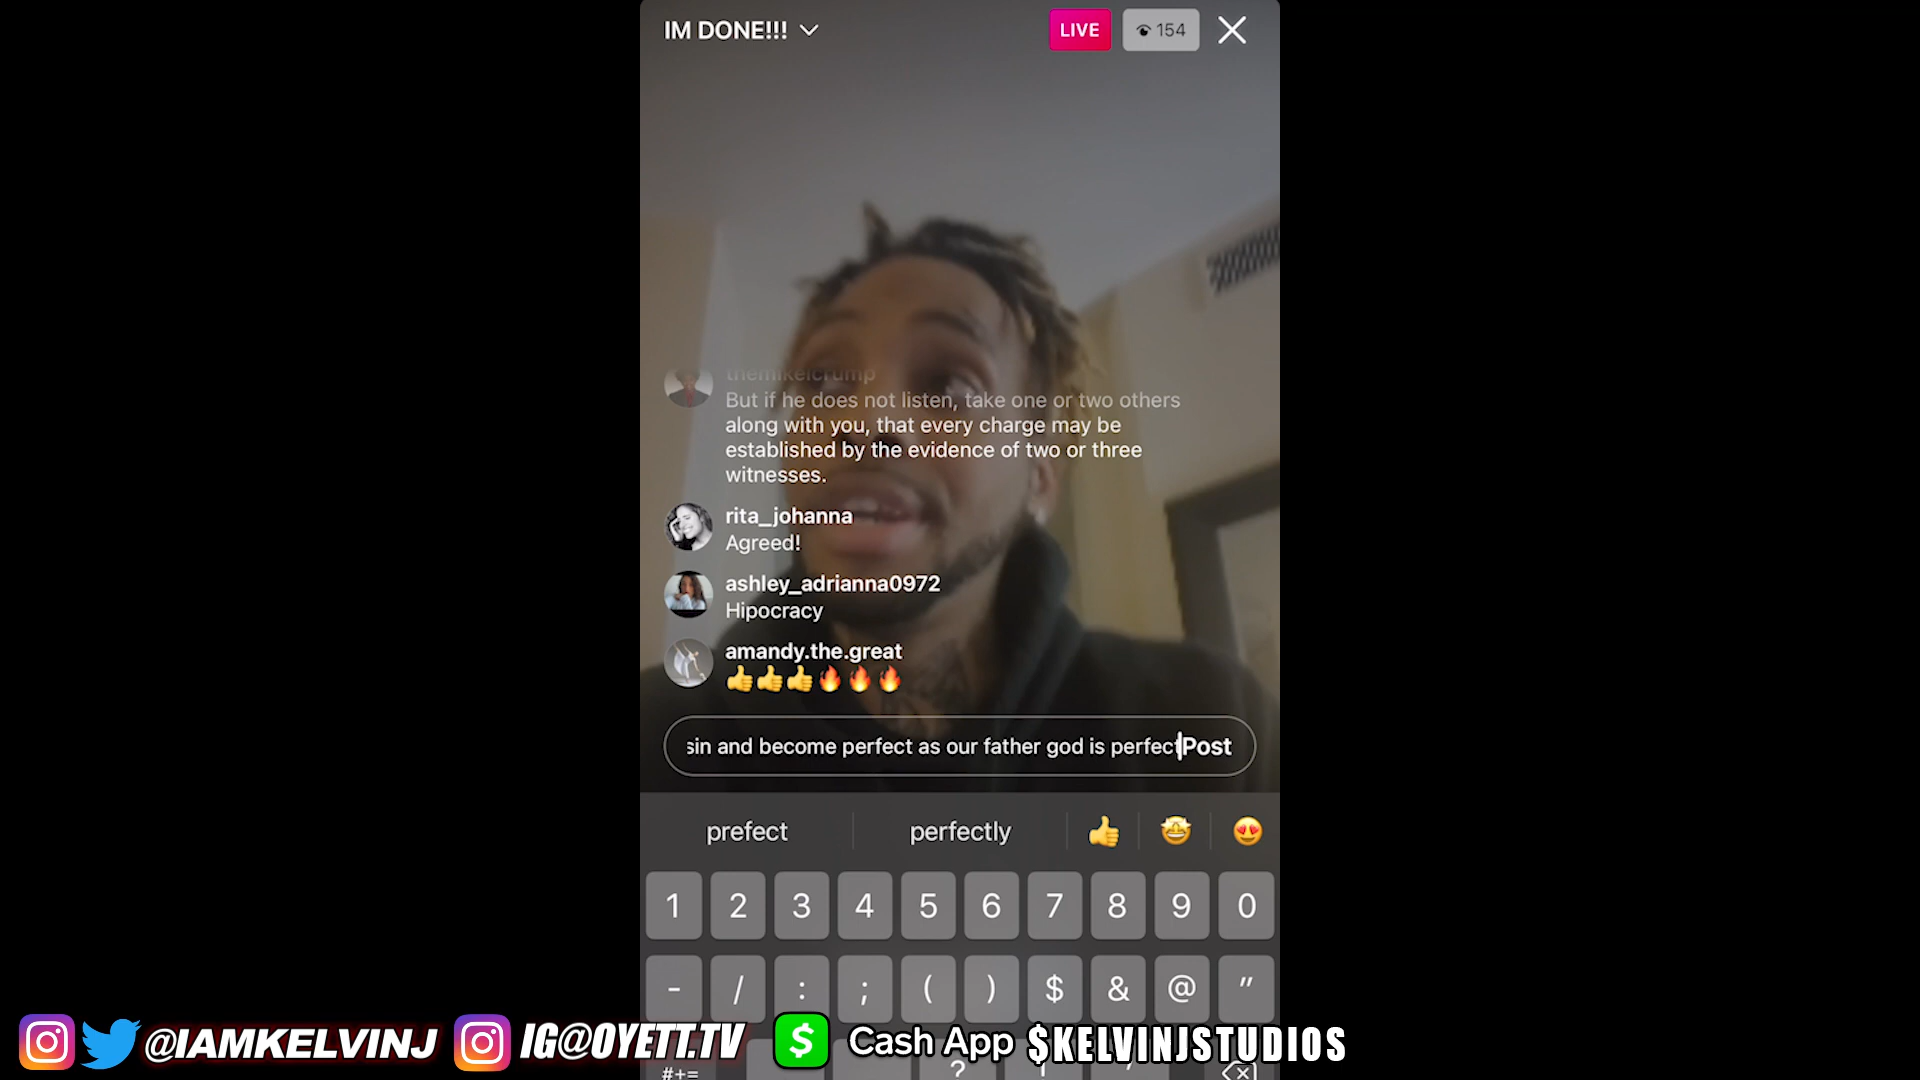 IM DONE!!!
LIVE
154
themikelcrump
But if he does not listen, take one or two others
along with you, that every charge may be
established by the evidence of two or three
witnesses.
rita_johanna
Agreed!
ashley_adrianna0972
Hipocracy
amandy.the.great
👍👍👍🔥🔥🔥
sin and become perfect as our father god is perfect Post
prefect perfectly 👍 🤩 😍
1 2 3 4 5 6 7 8 9 0
- / : ; ( ) $ & @ "
@IAMKELVINJ IG@OYETT.TV $ Cash App $KELVINJSTUDIOS
#+= ?